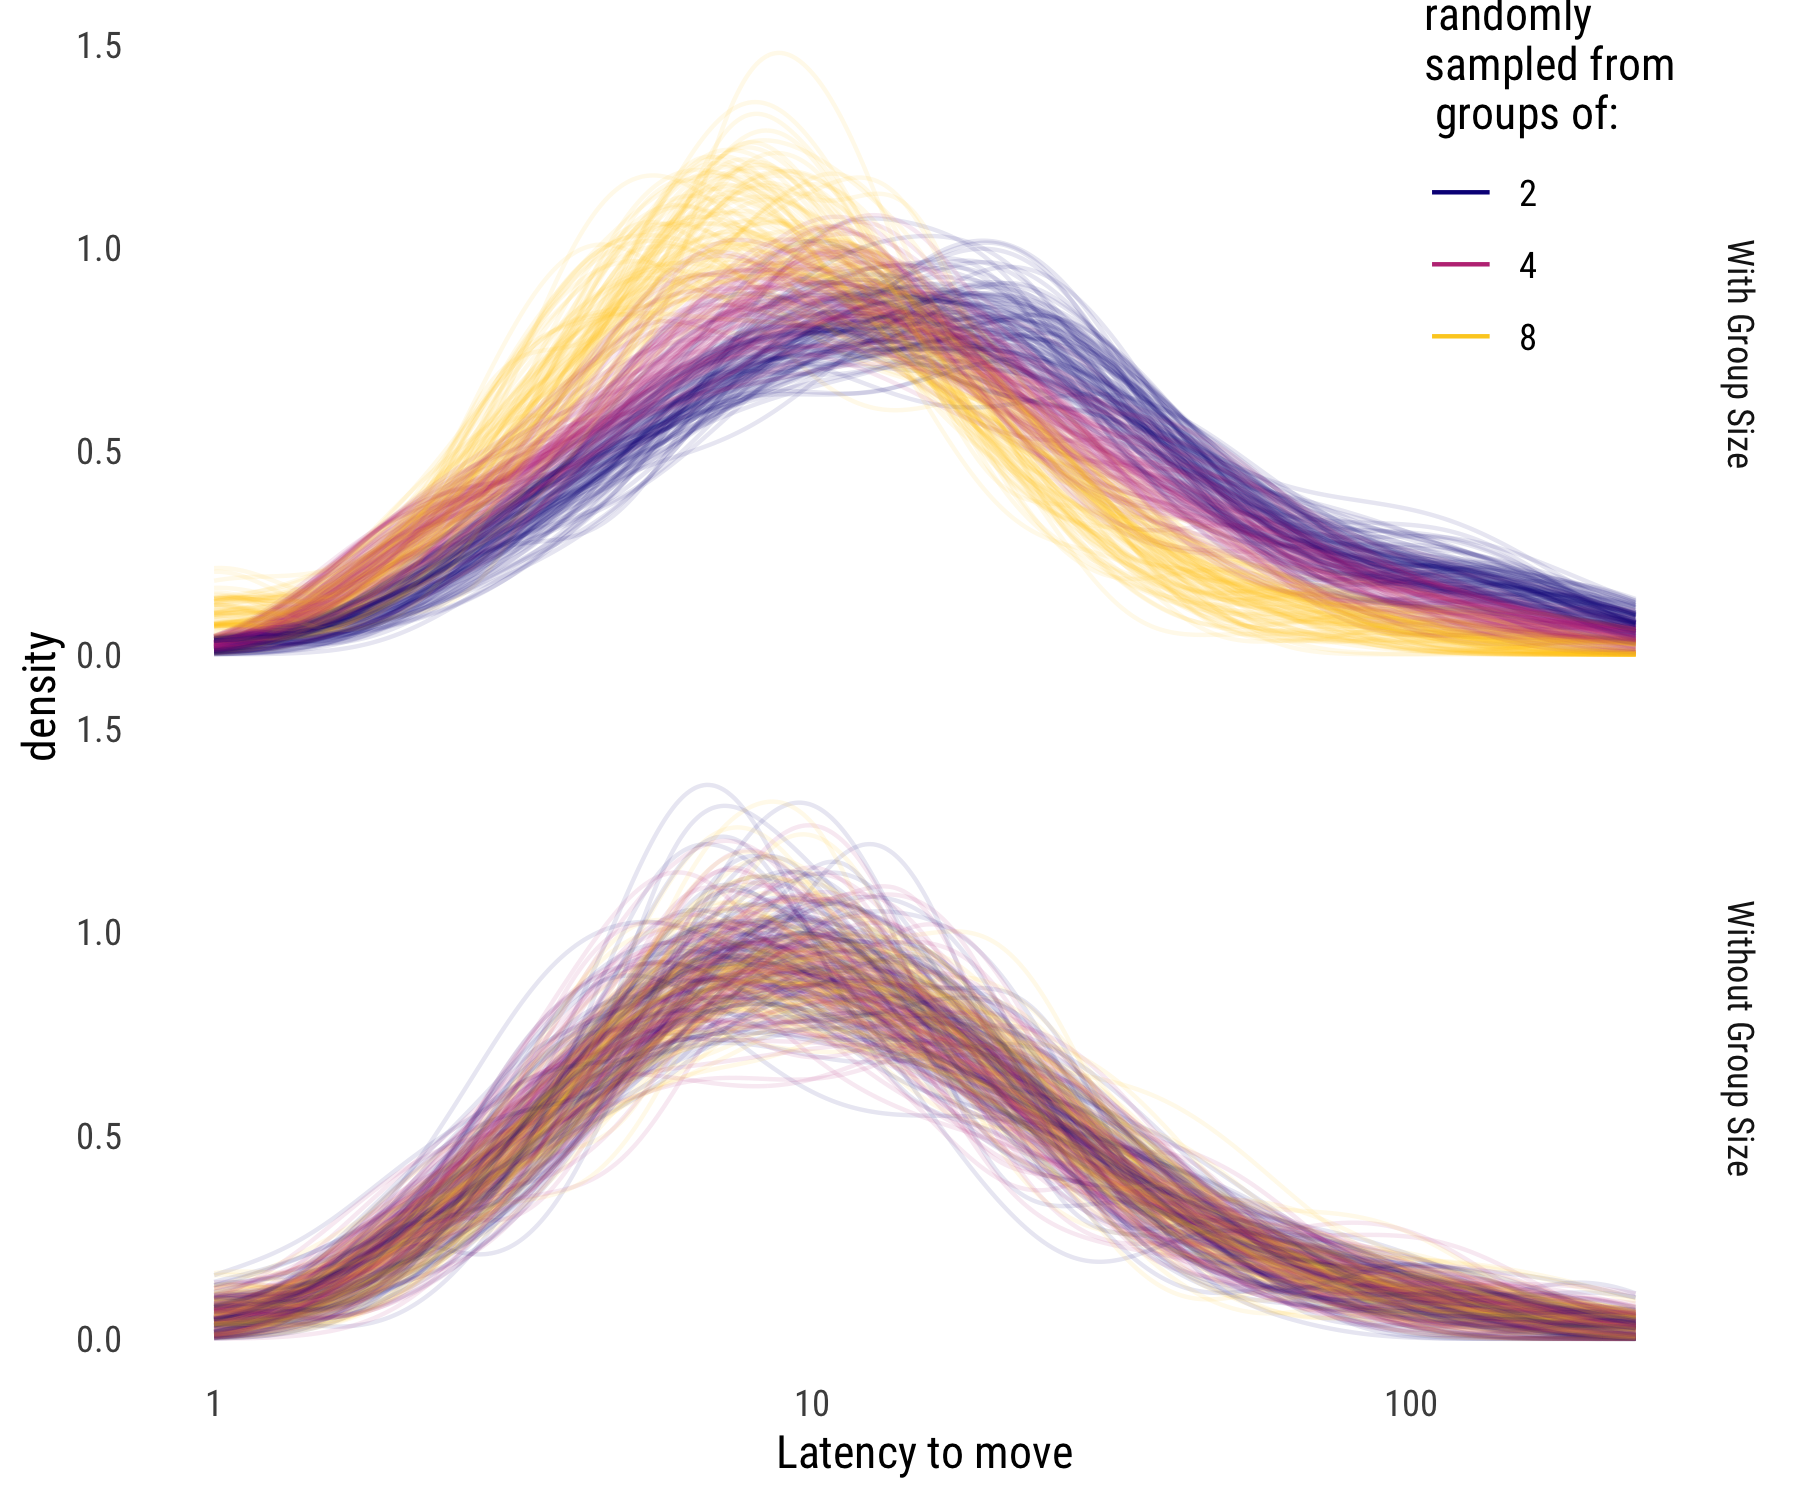 randomly
sampled from
groups of:
2
4
8
1.5
1.0
0.5
0.0
With Group Size
density
1.5
1.0
0.5
0.0
Without Group Size
1
10
100
Latency to move